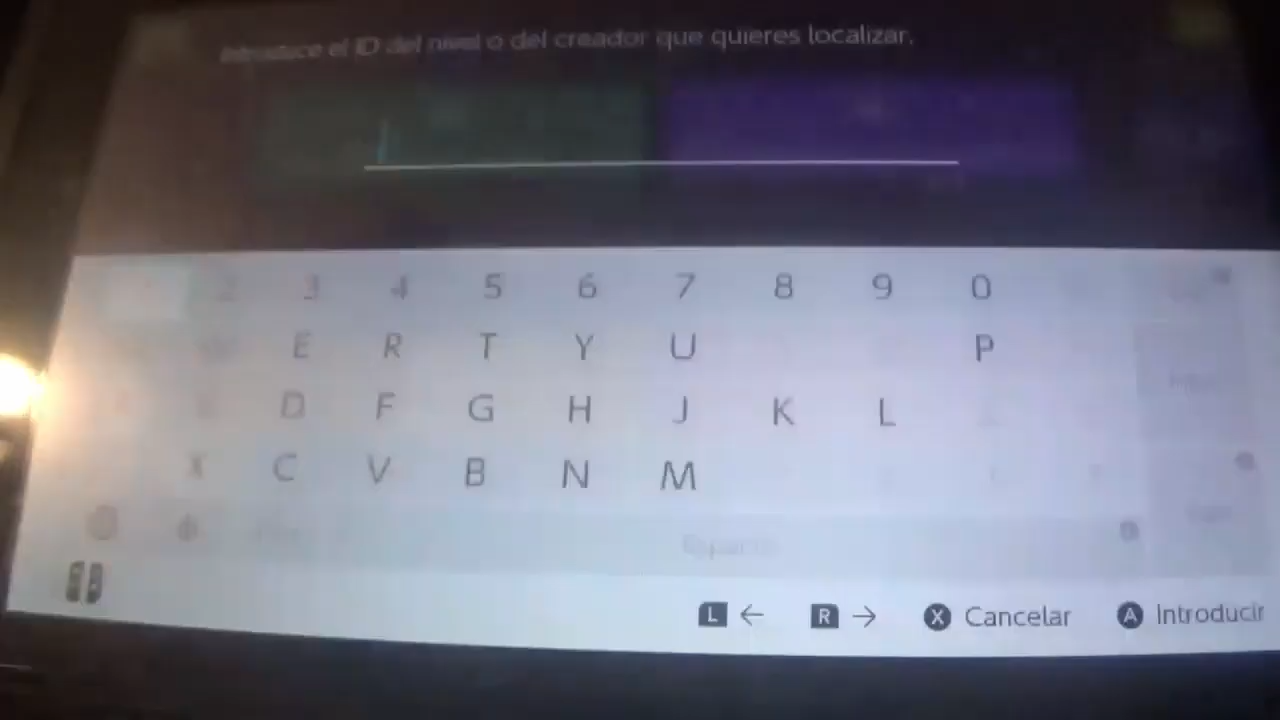 Introduce el ID del nivel o del creador que quieres localizar.
2 3 4 5 6 7 8 9 0
E R T Y U P
D F G H J K L
X C V B N M
L ← R → X Cancelar A Introducir